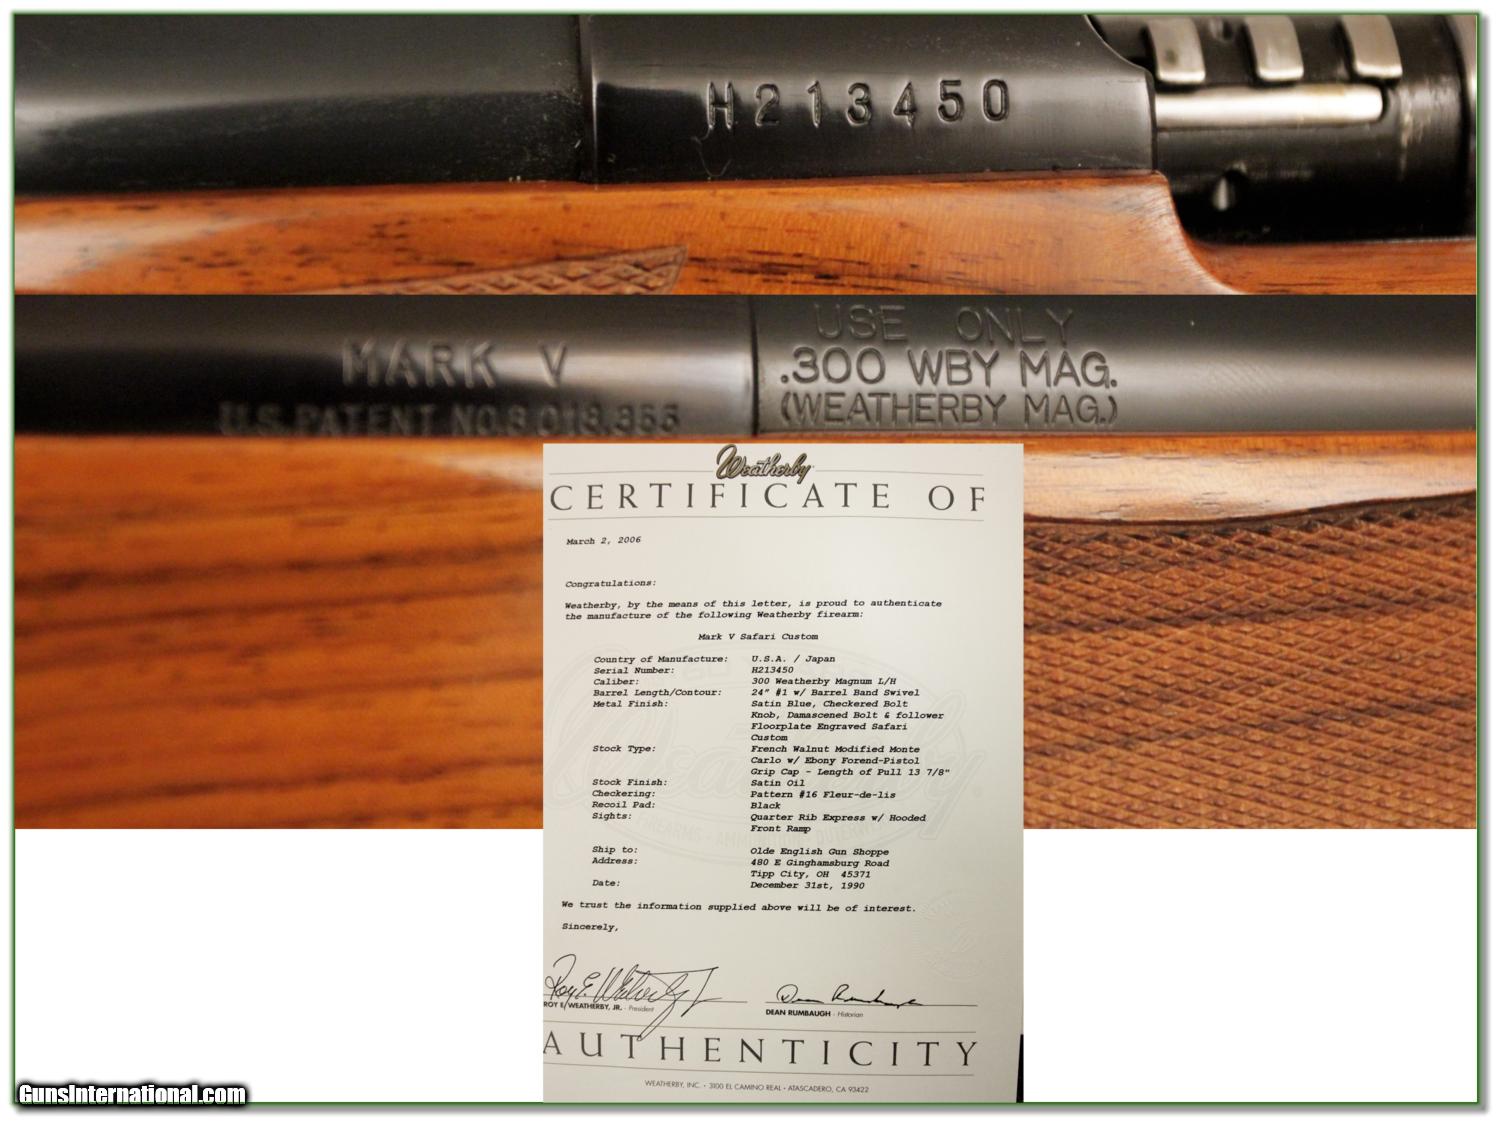 H213450
MARK V
U.S. PATENT NO. 3,013,355
USE ONLY
.300 WBY MAG.
(WEATHERBY MAG.)
Weatherby
CERTIFICATE OF
March 2, 2006
Congratulations:
Weatherby, by the means of this letter, is proud to authenticate
the manufacture of the following Weatherby firearm:
Mark V Safari Custom
Country of Manufacture: U.S.A. / Japan
Serial Number: H213450
Caliber: 300 Weatherby Magnum L/H
Barrel Length/Contour: 24" #1 w/ Barrel Band Swivel
Metal Finish: Satin Blue, Checkered Bolt
Knob, Damascened Bolt & follower
Floorplate Engraved Safari
Custom
Stock Type: French Walnut Modified Monte
Carlo w/ Ebony Forend-Pistol
Grip Cap - Length of Pull 13 7/8"
Stock Finish: Satin Oil
Checkering: Pattern #16 Fleur-de-lis
Recoil Pad: Black
Sights: Quarter Rib Express w/ Hooded
Front Ramp
Ship to: Olde English Gun Shoppe
Address: 480 E Ginghamsburg Road
Tipp City, OH 45371
Date: December 31st, 1990
We trust the information supplied above will be of interest.
Sincerely,
Roy E. Weatherby Jr
Dean Rumbaugh
ROY E. WEATHERBY, JR. - President
DEAN RUMBAUGH - Historian
AUTHENTICITY
WEATHERBY, INC. • 3100 EL CAMINO REAL • ATASCADERO, CA 93422
GunsInternational.com